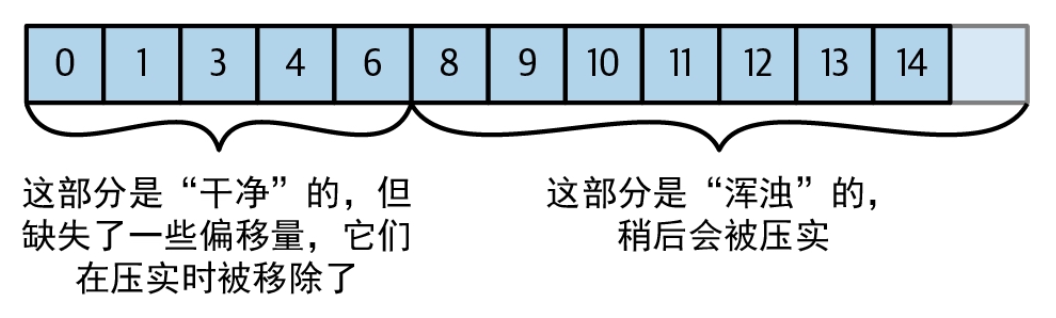 0 1 3 4 6 8 9 10 11 12 13 14
这部分是“干净”的，但
缺失了一些偏移量，它们
在压实时被移除了
这部分是“浑浊”的，
稍后会被压实